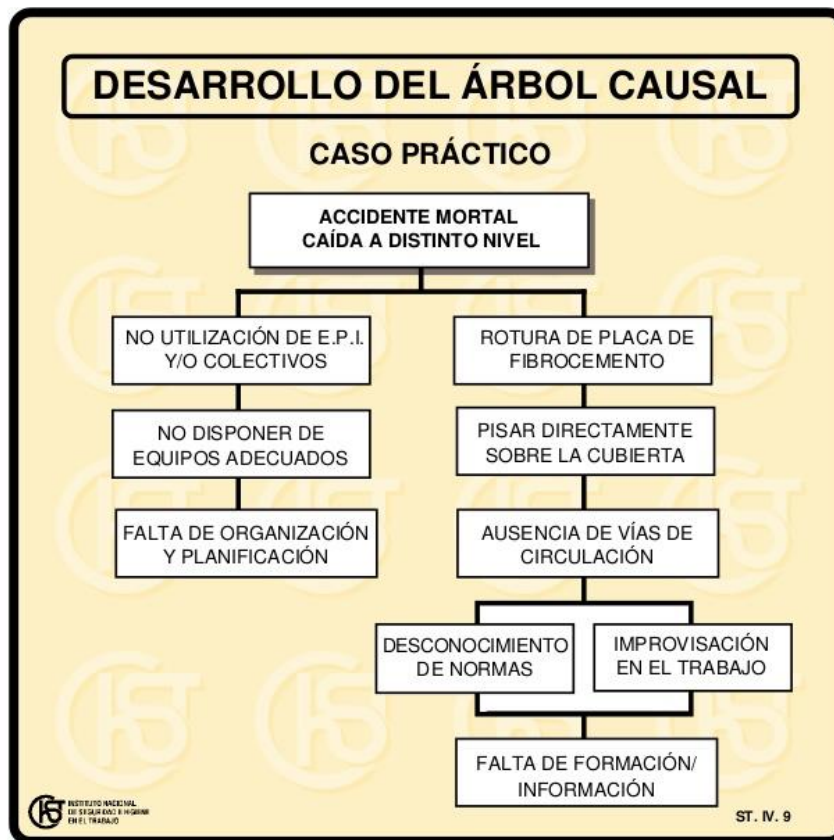 DESARROLLO DEL ÁRBOL CAUSAL
CASO PRÁCTICO
ACCIDENTE MORTAL
CAÍDA A DISTINTO NIVEL
NO UTILIZACIÓN DE E.P.I.
Y/O COLECTIVOS
ROTURA DE PLACA DE
FIBROCEMENTO
NO DISPONER DE
EQUIPOS ADECUADOS
PISAR DIRECTAMENTE
SOBRE LA CUBIERTA
FALTA DE ORGANIZACIÓN
Y PLANIFICACIÓN
AUSENCIA DE VÍAS DE
CIRCULACIÓN
DESCONOCIMIENTO
DE NORMAS
IMPROVISACIÓN
EN EL TRABAJO
FALTA DE FORMACIÓN/
INFORMACIÓN
INSTITUTO NACIONAL
DE SEGURIDAD E HIGIENE
EN EL TRABAJO
ST. IV. 9